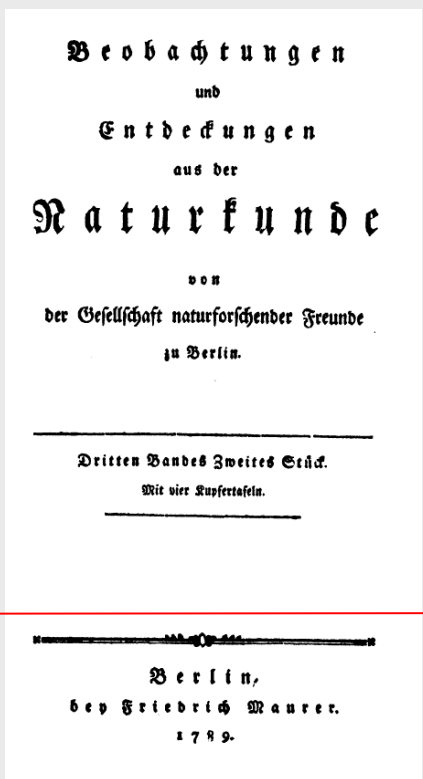 Beobachtungen
und
Entdeckungen
aus der
Naturkunde
von
der Gesellschaft naturforschender Freunde
zu Berlin.
Dritten Bandes Zweites Stück.
Mit vier Kupfertafeln.
Berlin,
bey Friedrich Maurer.
1789.